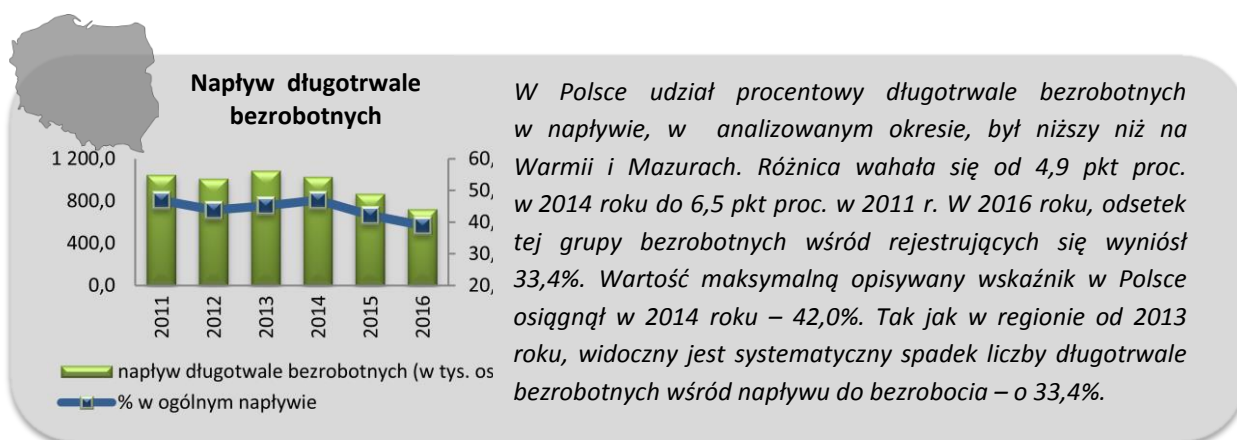 Napływ długotrwale
bezrobotnych
1 200,0
800,0
400,0
0,0
60,
50,
40,
30,
20,
2011
2012
2013
2014
2015
2016
napływ długotwale bezrobotnych (w tys. os
% w ogólnym napływie
W Polsce udział procentowy długotrwale bezrobotnych
w napływie, w analizowanym okresie, był niższy niż na
Warmii i Mazurach. Różnica wahała się od 4,9 pkt proc.
w 2014 roku do 6,5 pkt proc. w 2011 r. W 2016 roku, odsetek
tej grupy bezrobotnych wśród rejestrujących się wyniósł
33,4%. Wartość maksymalną opisywany wskaźnik w Polsce
osiągnął w 2014 roku – 42,0%. Tak jak w regionie od 2013
roku, widoczny jest systematyczny spadek liczby długotrwale
bezrobotnych wśród napływu do bezrobocia – o 33,4%.